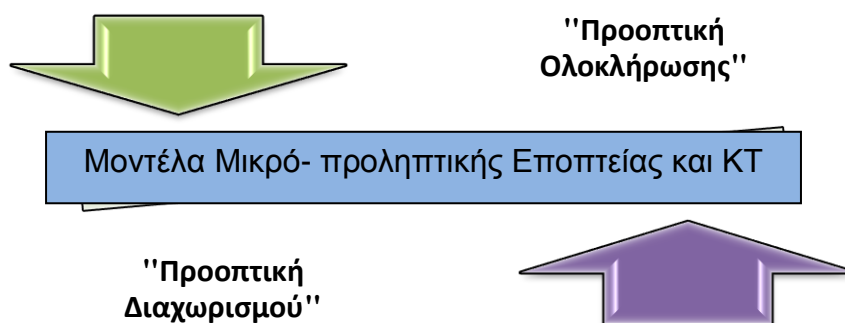 ''Προοπτική
Ολοκλήρωσης''
Μοντέλα Μικρό- προληπτικής Εποπτείας και ΚΤ
''Προοπτική
Διαχωρισμού''